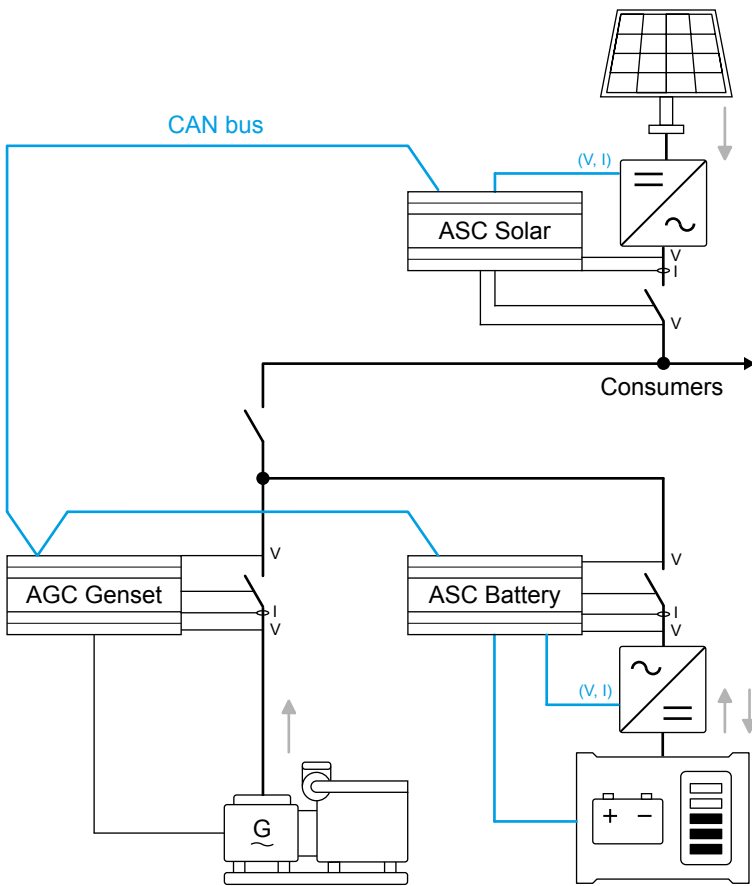 CAN bus
(V, I)
ASC Solar
V
I
V
Consumers
V
AGC Genset
I
V
V
ASC Battery
I
V
(V, I)
G
+ −